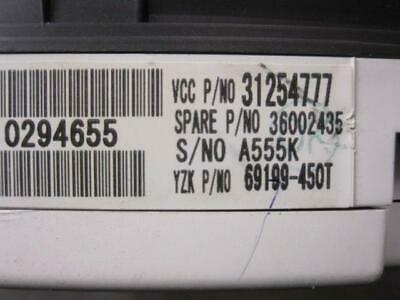 VCC P/NO 31254777
0294655
SPARE P/NO 36002435
S/NO A555K
YZK P/NO 69199-450T